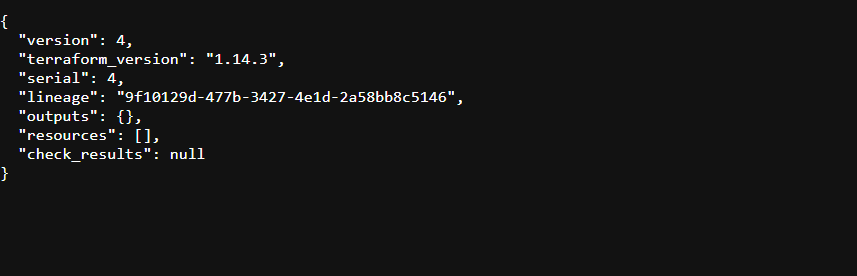 {
  "version": 4,
  "terraform_version": "1.14.3",
  "serial": 4,
  "lineage": "9f10129d-477b-3427-4e1d-2a58bb8c5146",
  "outputs": {},
  "resources": [],
  "check_results": null
}